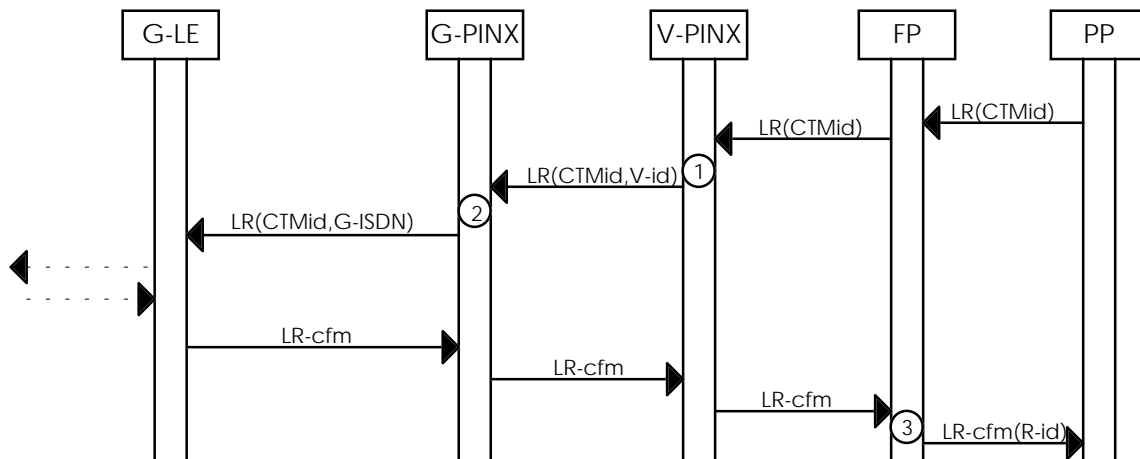 G-LE
G-PINX
V-PINX
FP
PP
LR(CTMid)
LR(CTMid)
1
LR(CTMid,V-id)
2
LR(CTMid,G-ISDN)
LR-cfm
LR-cfm
LR-cfm
3
LR-cfm(R-id)